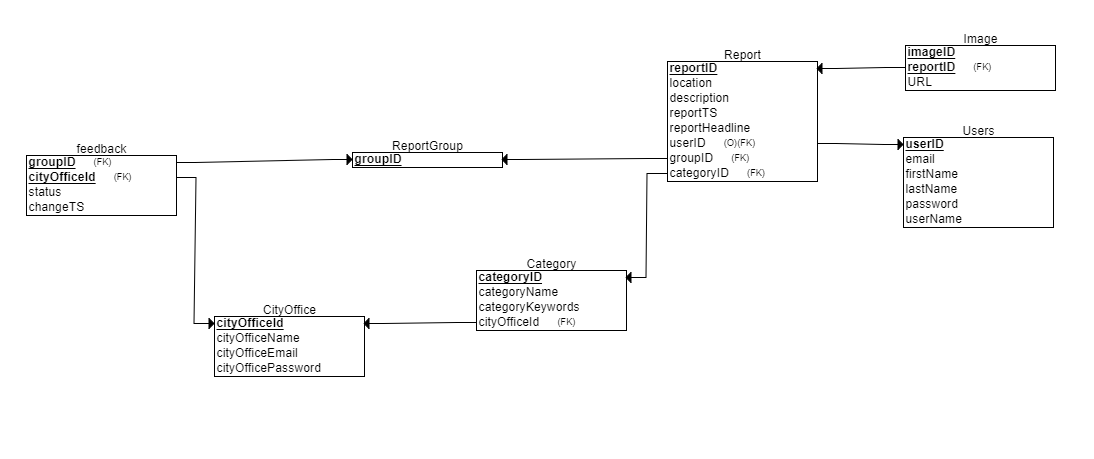 Image
imageID
reportID (FK)
URL
Report
reportID
location
description
reportTS
reportHeadline
userID (O)(FK)
groupID (FK)
categoryID (FK)
Users
userID
email
firstName
lastName
password
userName
feedback
groupID (FK)
cityOfficeId (FK)
status
changeTS
ReportGroup
groupID
Category
categoryID
categoryName
categoryKeywords
cityOfficeId (FK)
CityOffice
cityOfficeId
cityOfficeName
cityOfficeEmail
cityOfficePassword